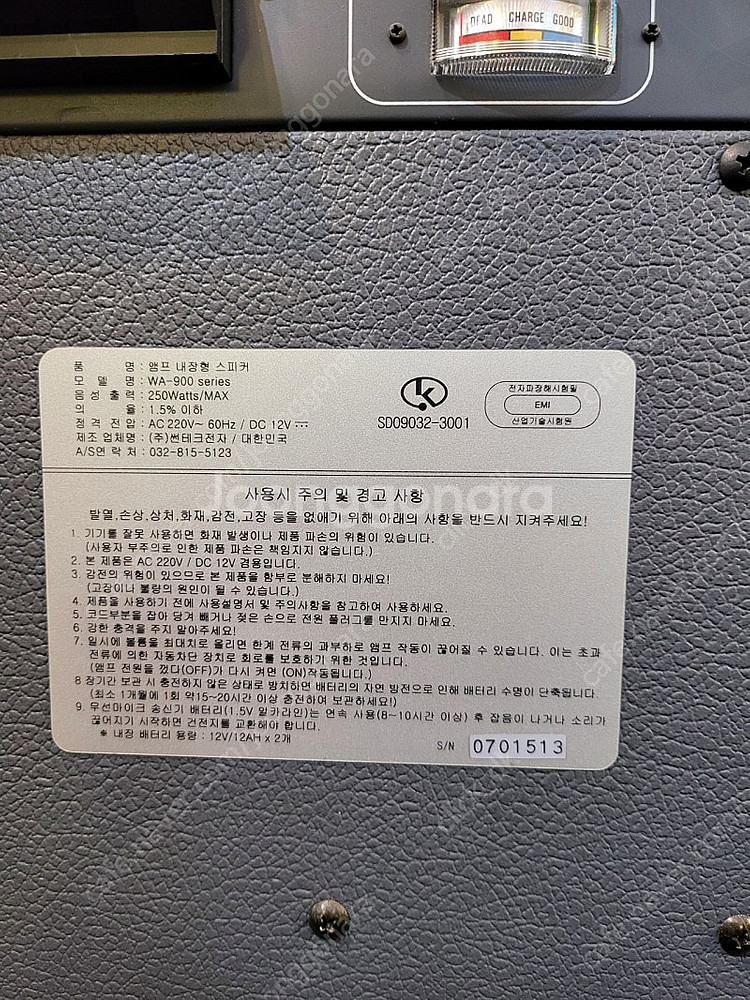 DEAD CHARGE GOOD
품 명 : 앰프 내장형 스피커
모 델 명 : WA-900 series
음 성 출 력 : 250Watts/MAX
의 율 : 1.5% 이하
정 격 전 압 : AC 220V~ 60Hz / DC 12V
제조 업체명 : (주)썬테크전자 / 대한민국
A/S연 락 처 : 032-815-5123
SD09032-3001
전자파장해시험필
EMI
산업기술시험원
사용시 주의 및 경고 사항
발열,손상,상처,화재,감전,고장 등을 없애기 위해 아래의 사항을 반드시 지켜주세요!
1. 기기를 잘못 사용하면 화재 발생이나 제품 파손의 위험이 있습니다.
(사용자 부주의로 인한 제품 파손은 책임지지 않습니다.)
2. 본 제품은 AC 220V / DC 12V 겸용입니다.
3. 감전의 위험이 있으므로 본 제품을 함부로 분해하지 마세요!
(고장이나 불량의 원인이 될 수 있습니다.)
4. 제품을 사용하기 전에 사용설명서 및 주의사항을 참고하여 사용하세요.
5. 코드부분을 잡아 당겨 빼거나 젖은 손으로 전원 플러그를 만지지 마세요.
6. 강한 충격을 주지 말아주세요!
7. 일시에 볼륨을 최대치로 올리면 한계 전류의 과부하로 앰프 작동이 끊어질 수 있습니다. 이는 초과
전류에 의한 자동차단 장치로 회로를 보호하기 위한 것입니다.
(앰프 전원을 껐다(OFF)가 다시 켜면 (ON)작동됩니다.)
8 장기간 보관 시 충전하지 않은 상태로 방치하면 배터리의 자연 방전으로 인해 배터리 수명이 단축됩니다.
(최소 1개월에 1회 약15~20시간 이상 충전하여 보관하세요!)
9. 무선마이크 송신기 배터리(1.5V 알카라인)는 연속 사용(8~10시간 이상) 후 잡음이 나거나 소리가
끊어지기 시작하면 건전지를 교환해야 합니다.
※ 내장 배터리 용량 : 12V/12AH x 2개
S/N 0701513
joonggonara